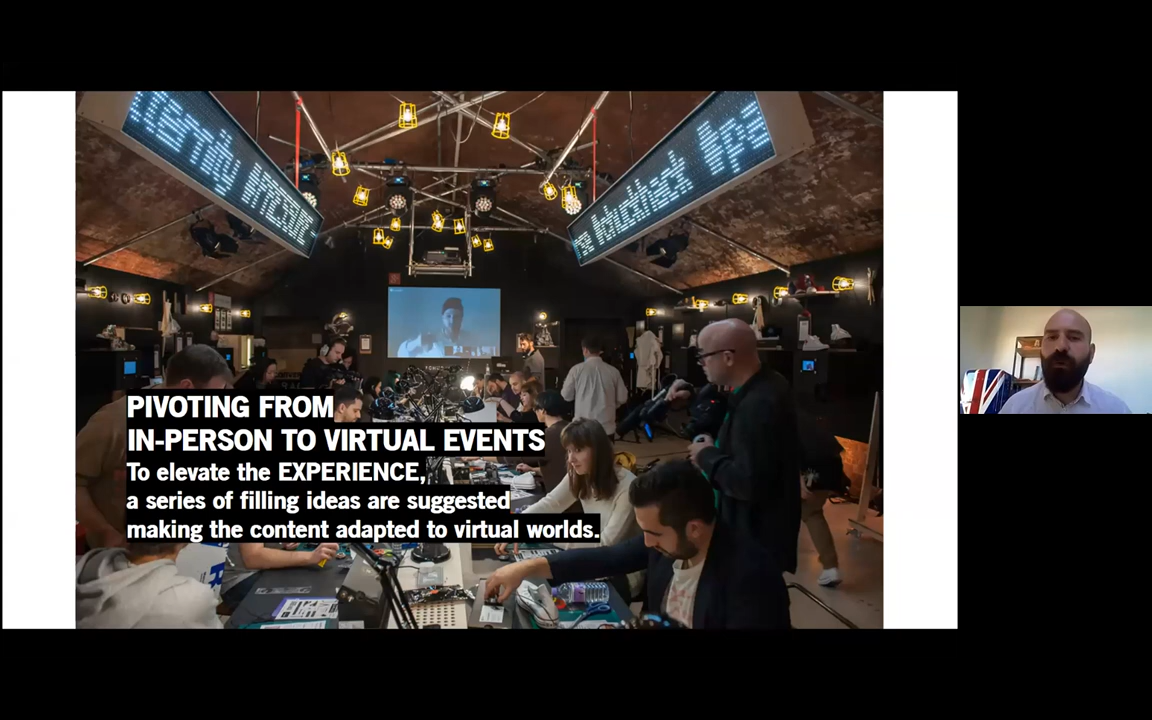 #chuckhack
PIVOTING FROM
IN-PERSON TO VIRTUAL EVENTS
To elevate the EXPERIENCE,
a series of filling ideas are suggested
making the content adapted to virtual worlds.